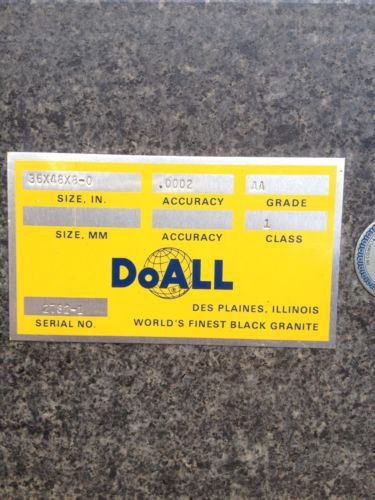 36X48X8-0 .0002 AA
SIZE, IN. ACCURACY GRADE
1
SIZE, MM ACCURACY CLASS
DoALL
DES PLAINES, ILLINOIS
SERIAL NO. WORLD'S FINEST BLACK GRANITE